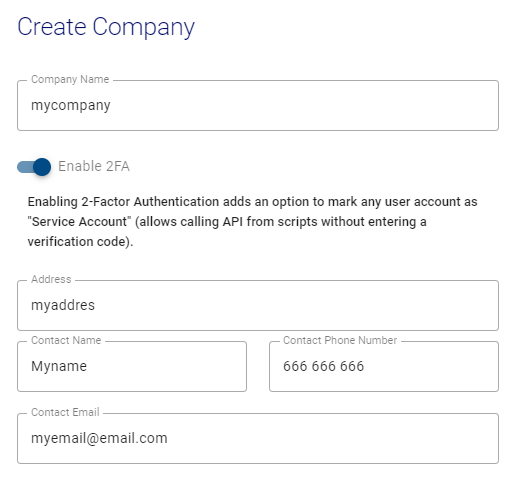 Create Company
Company Name
mycompany
Enable 2FA
Enabling 2-Factor Authentication adds an option to mark any user account as
"Service Account" (allows calling API from scripts without entering a
verification code).
Address
myaddres
Contact Name
Myname
Contact Phone Number
666 666 666
Contact Email
myemail@email.com